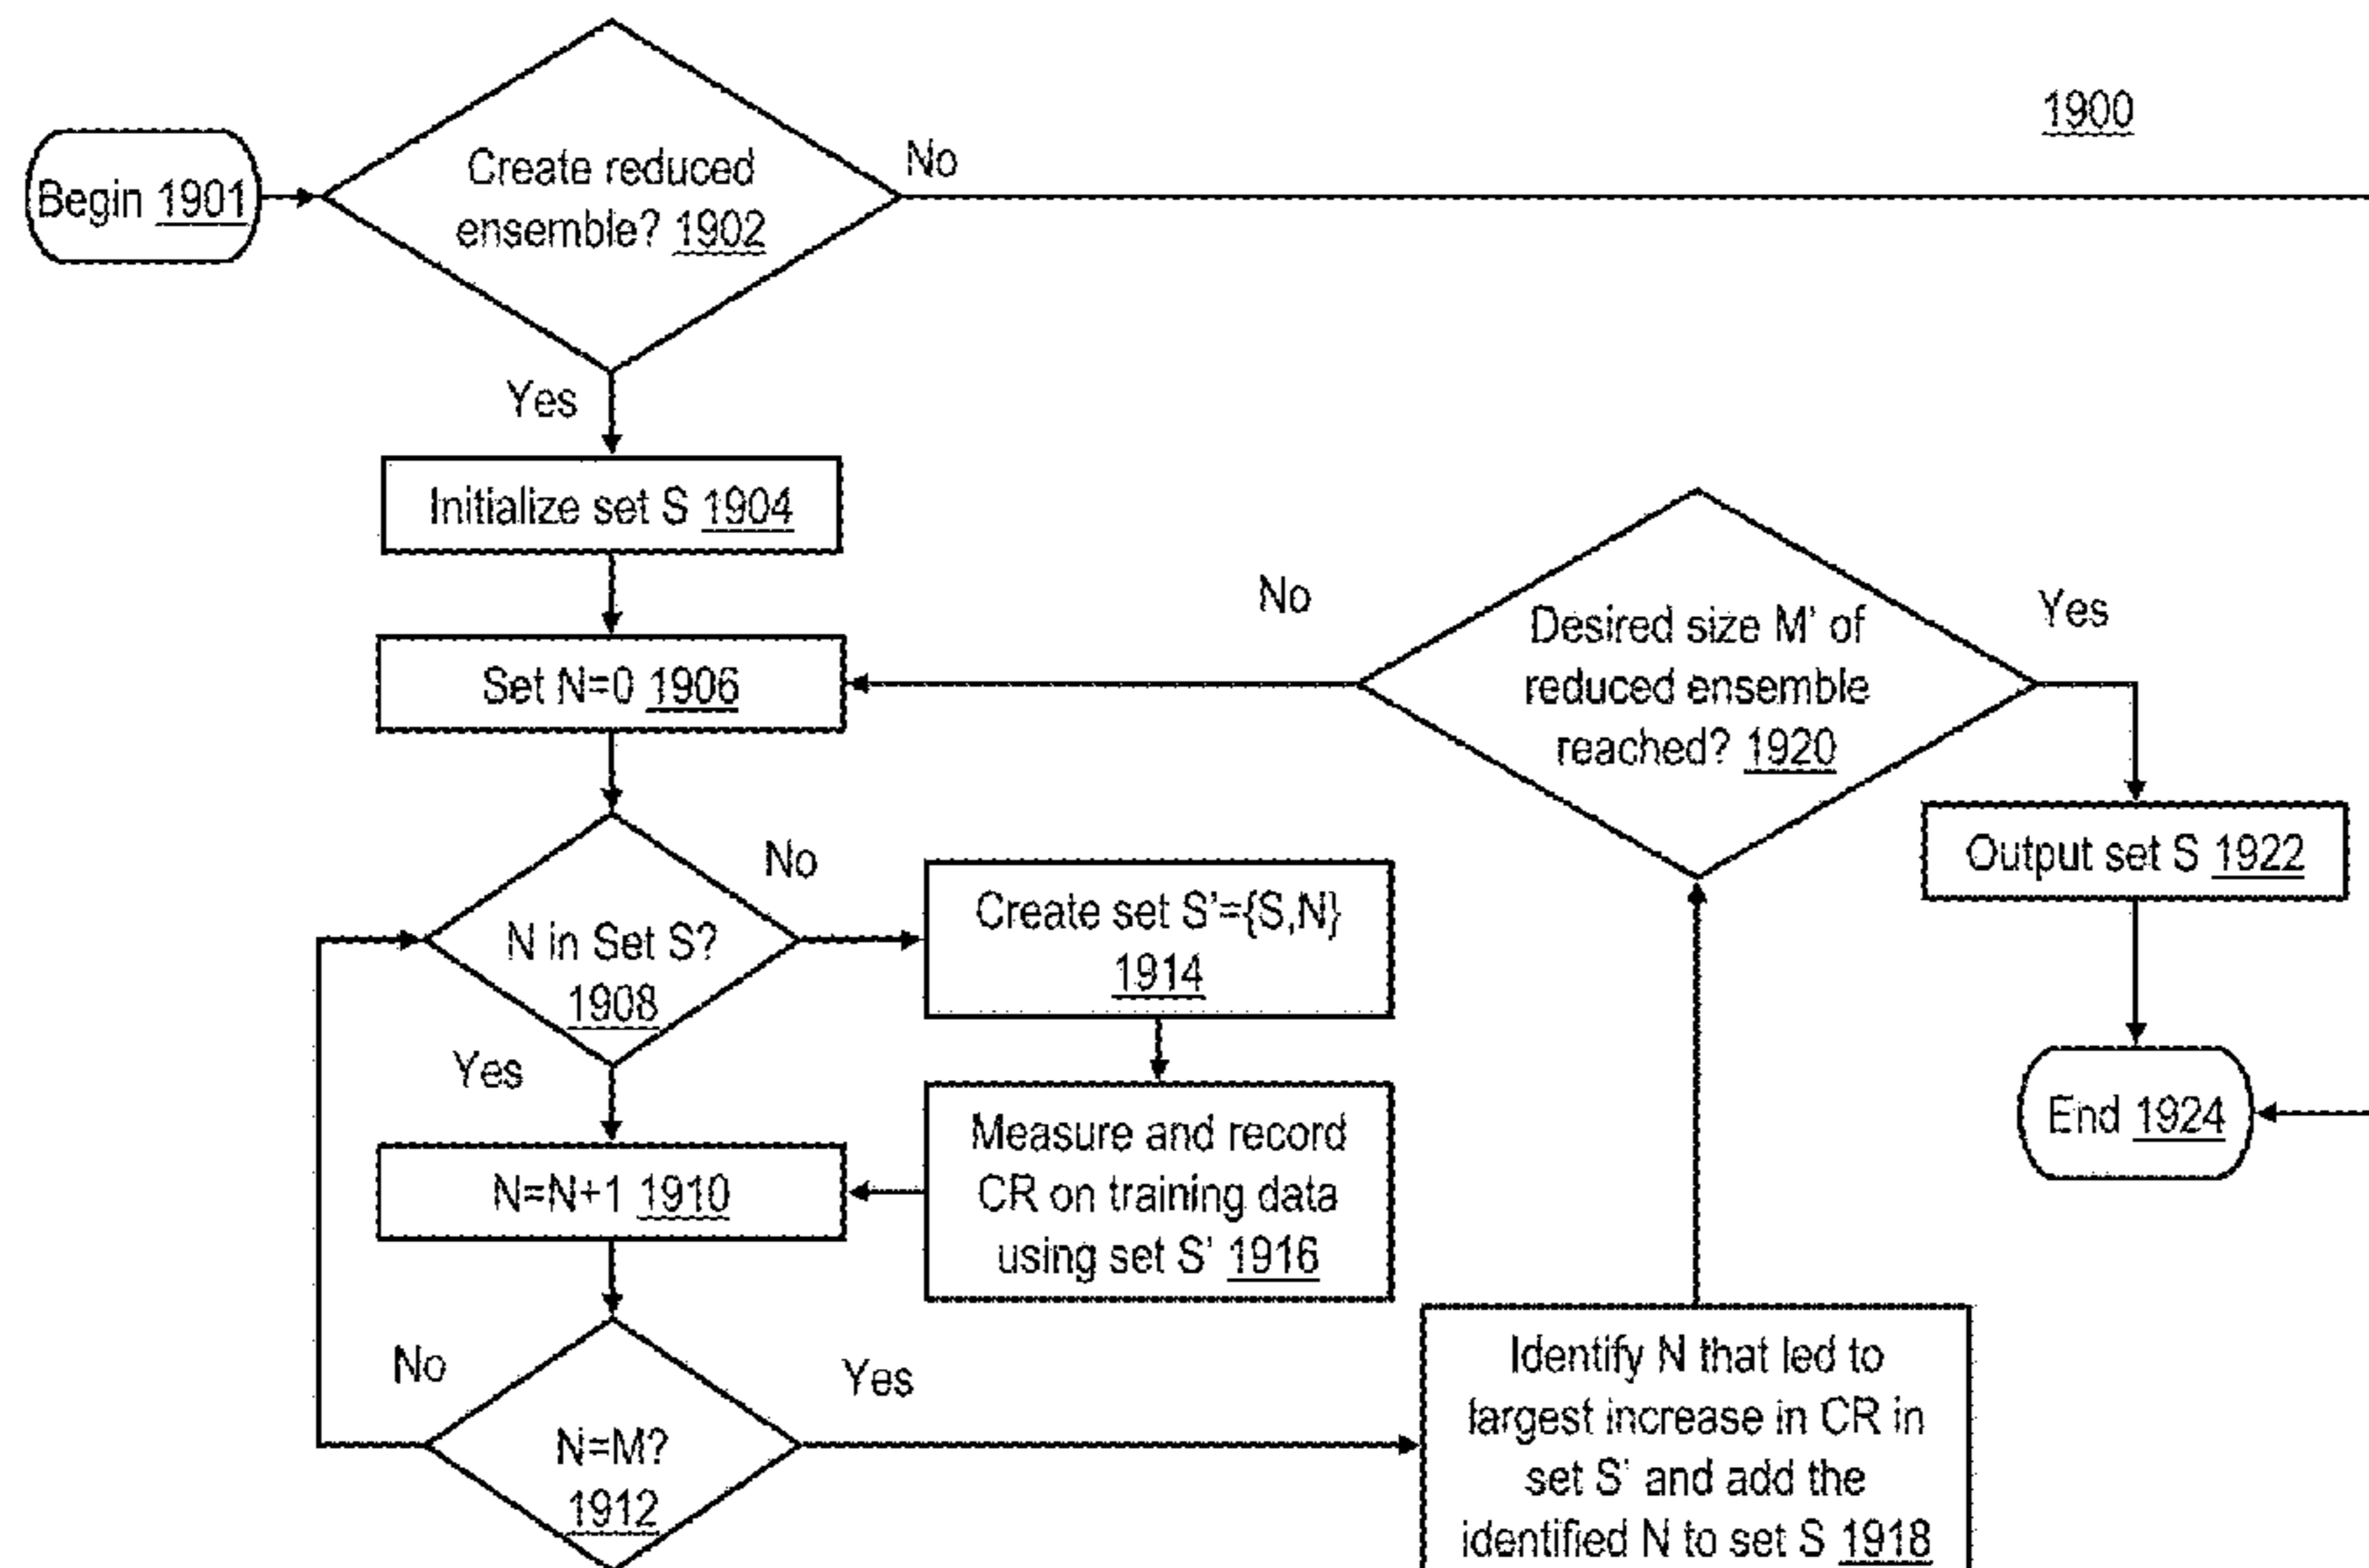 1900
Begin 1901
Create reduced
ensemble? 1902
No
Yes
Initialize set S 1904
Set N=0 1906
N in Set S?
1908
No
Yes
Create set S'={S,N}
1914
Measure and record
CR on training data
using set S' 1916
N=N+1 1910
N=M?
1912
No
Yes
Identify N that led to
largest increase in CR in
set S' and add the
identified N to set S 1918
Desired size M' of
reduced ensemble
reached? 1920
No
Yes
Output set S 1922
End 1924